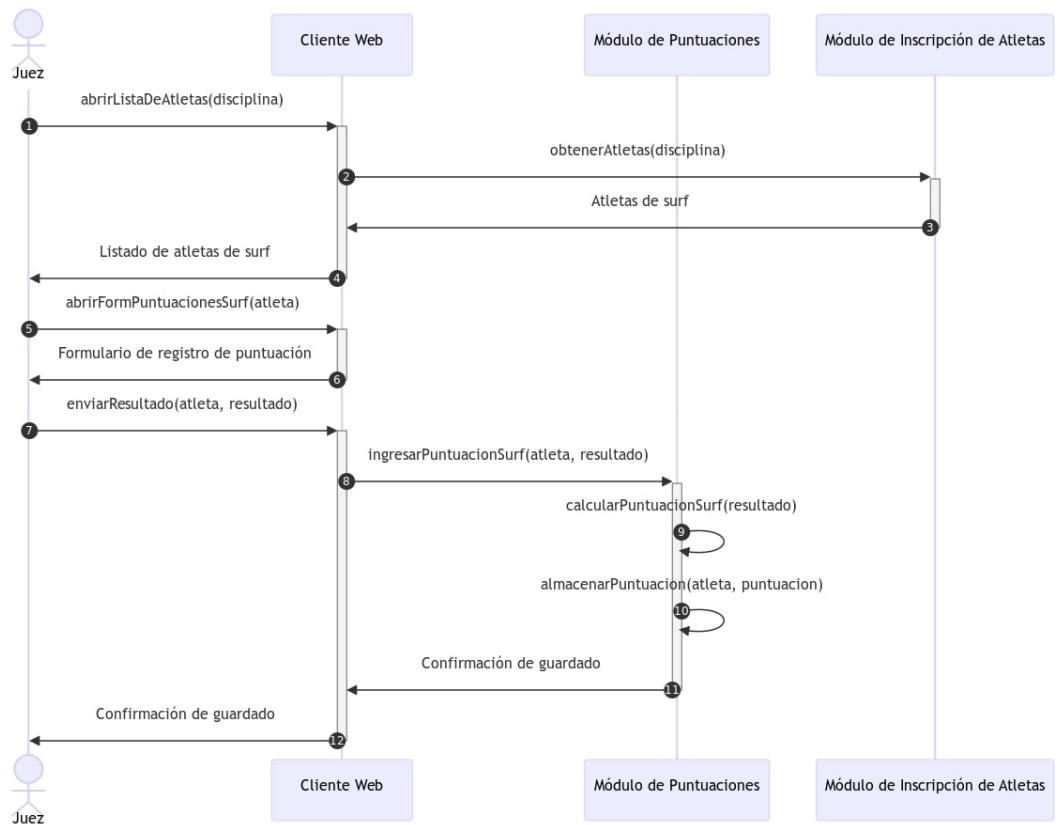 Juez
Cliente Web
Módulo de Puntuaciones
Módulo de Inscripción de Atletas
abrirListaDeAtletas(disciplina)
1
obtenerAtletas(disciplina)
2
Atletas de surf
3
Listado de atletas de surf
4
abrirFormPuntuacionesSurf(atleta)
5
Formulario de registro de puntuación
6
enviarResultado(atleta, resultado)
7
ingresarPuntuacionSurf(atleta, resultado)
8
calcularPuntuacionSurf(resultado)
9
almacenarPuntuacion(atleta, puntuacion)
10
Confirmación de guardado
11
Confirmación de guardado
12
Juez
Cliente Web
Módulo de Puntuaciones
Módulo de Inscripción de Atletas